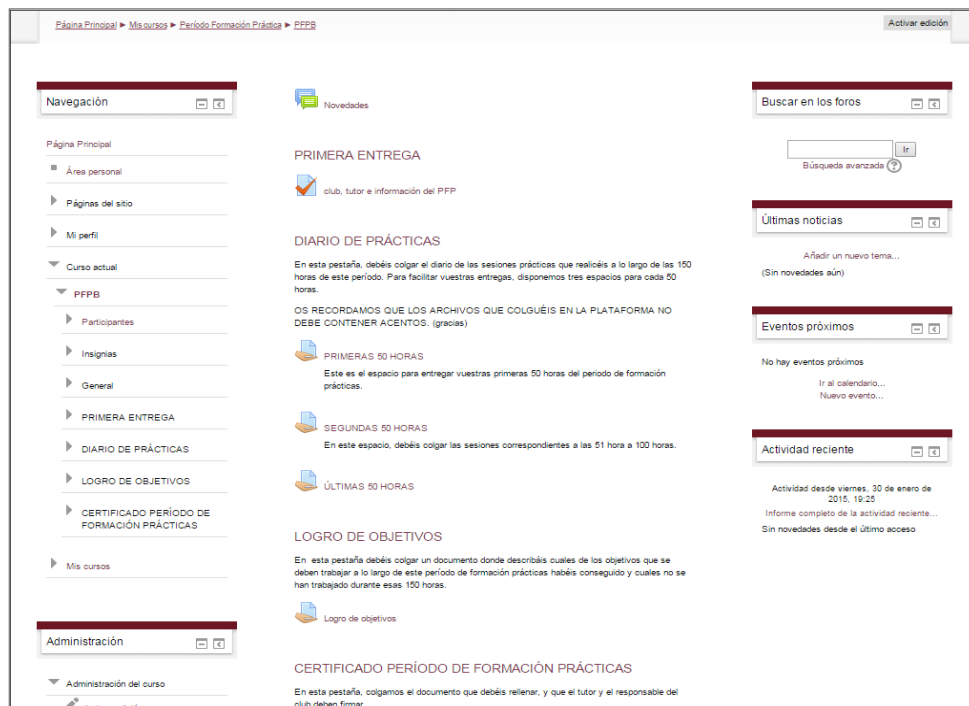 Página Principal ► Mis cursos ► Período Formación Práctica ► PFPB
Activar edición
Navegación
Página Principal
Área personal
Páginas del sitio
Mi perfil
Curso actual
PFPB
Participantes
Insignias
General
PRIMERA ENTREGA
DIARIO DE PRÁCTICAS
LOGRO DE OBJETIVOS
CERTIFICADO PERÍODO DE
FORMACIÓN PRÁCTICAS
Mis cursos
Administración
Administración del curso
Novedades
PRIMERA ENTREGA
club, tutor e información del PFP
DIARIO DE PRÁCTICAS
En esta pestaña, debéis colgar el diario de las sesiones prácticas que realicéis a lo largo de las 150
horas de este período. Para facilitar vuestras entregas, disponemos tres espacios para cada 50
horas.
OS RECORDAMOS QUE LOS ARCHIVOS QUE COLGUÉIS EN LA PLATAFORMA NO
DEBE CONTENER ACENTOS. (gracias)
PRIMERAS 50 HORAS
Este es el espacio para entregar vuestras primeras 50 horas del periodo de formación
prácticas.
SEGUNDAS 50 HORAS
En este espacio, debéis colgar las sesiones correspondientes a las 51 hora a 100 horas.
ÚLTIMAS 50 HORAS
LOGRO DE OBJETIVOS
En esta pestaña debéis colgar un documento donde describáis cuales de los objetivos que se
deben trabajar a lo largo de este período de formación prácticas habéis conseguido y cuales no se
han trabajado durante esas 150 horas.
Logro de objetivos
CERTIFICADO PERÍODO DE FORMACIÓN PRÁCTICAS
En esta pestaña, colgamos el documento que debéis rellenar, y que el tutor y el responsable del
club deben firmar
Buscar en los foros
Ir
Búsqueda avanzada ?
Últimas noticias
Añadir un nuevo tema...
(Sin novedades aún)
Eventos próximos
No hay eventos próximos
Ir al calendario...
Nuevo evento...
Actividad reciente
Actividad desde viernes, 30 de enero de
2015, 19:25
Informe completo de la actividad reciente...
Sin novedades desde el último acceso